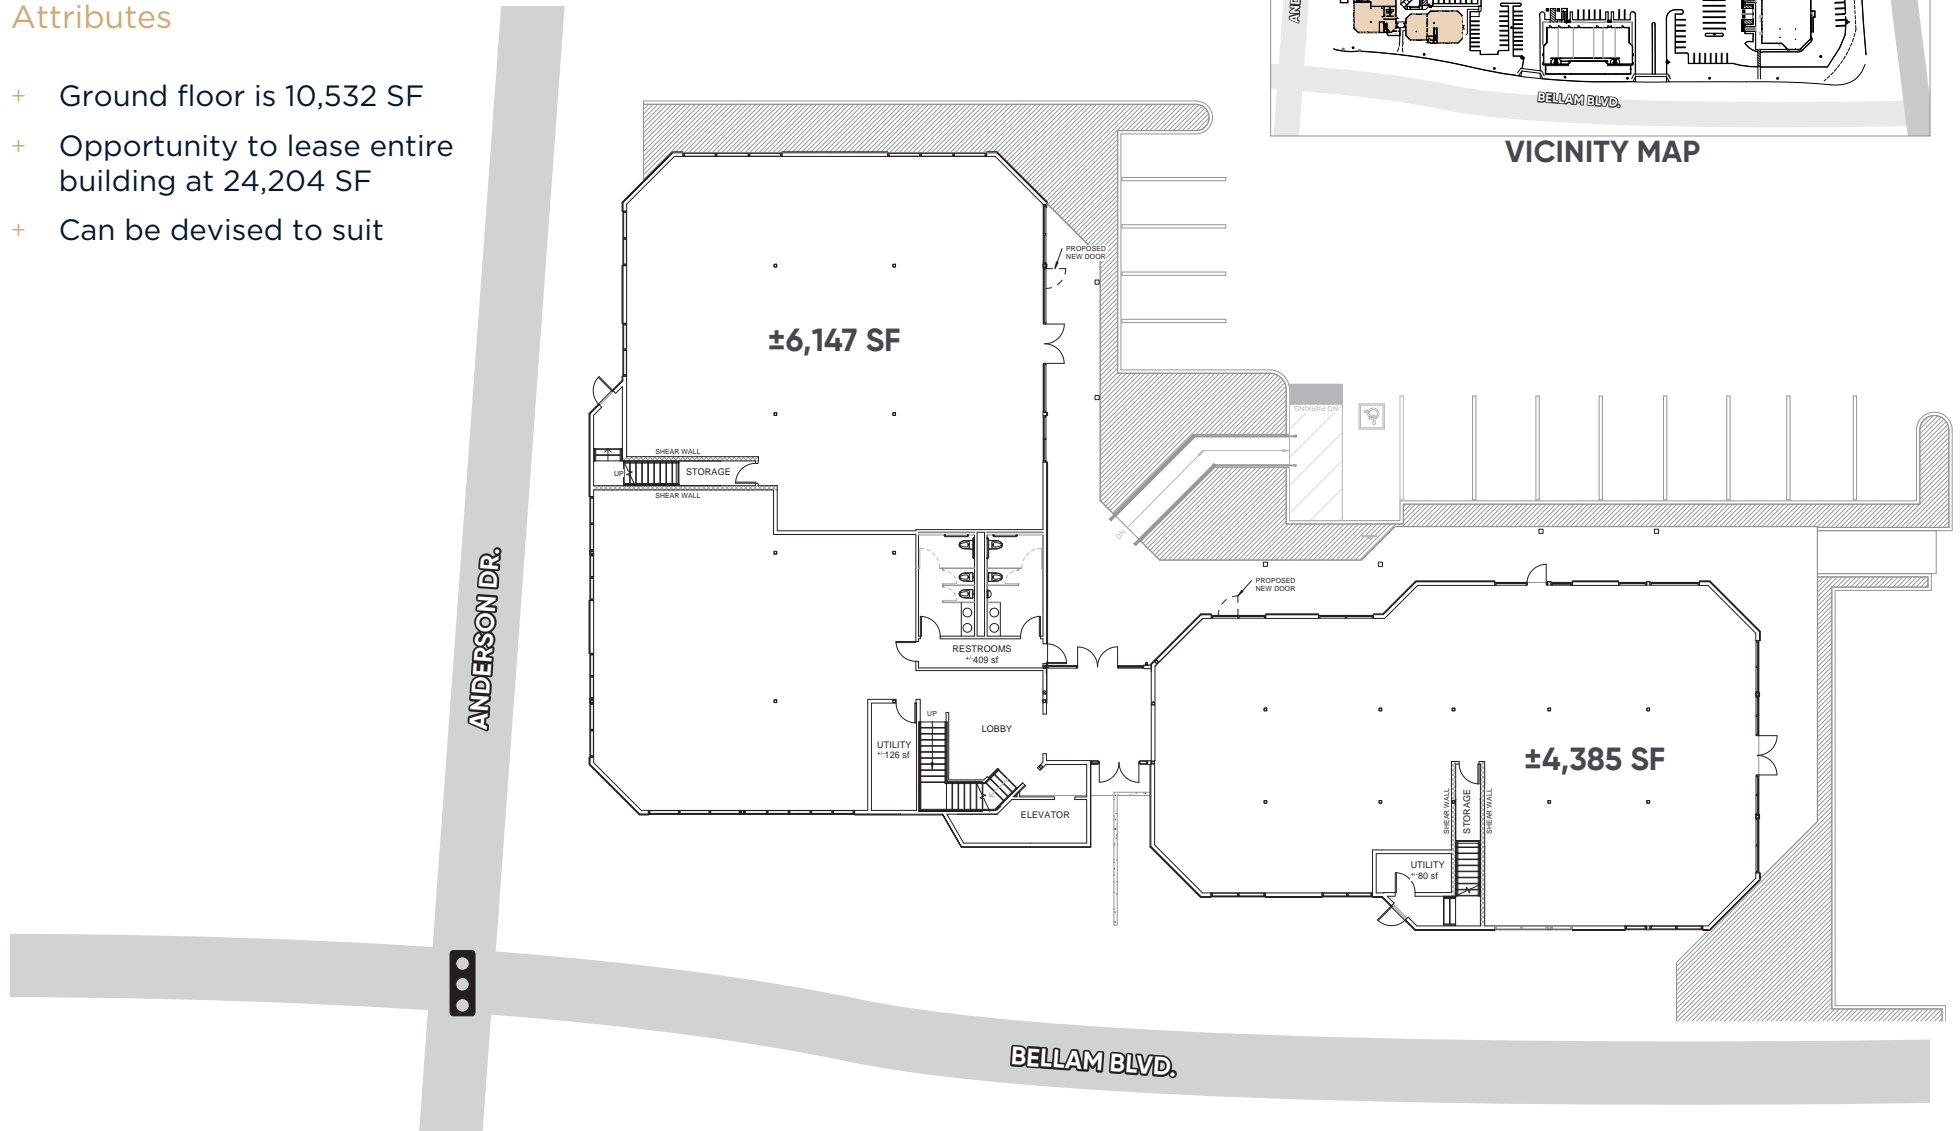 Attributes
+ Ground floor is 10,532 SF
+ Opportunity to lease entire
building at 24,204 SF
+ Can be devised to suit
AND
BELLAM BLVD.
VICINITY MAP
PROPOSED
NEW DOOR
±6,147 SF
NO PARKING
SHEAR WALL
UP
STORAGE
SHEAR WALL
DN
PROPOSED
NEW DOOR
RESTROOMS
+/-409 sf
UP
LOBBY
UTILITY
+/-126 sf
ELEVATOR
ANDERSON DR.
±4,385 SF
SHEAR WALL
STORAGE
SHEAR WALL
UTILITY
+/-80 sf
BELLAM BLVD.